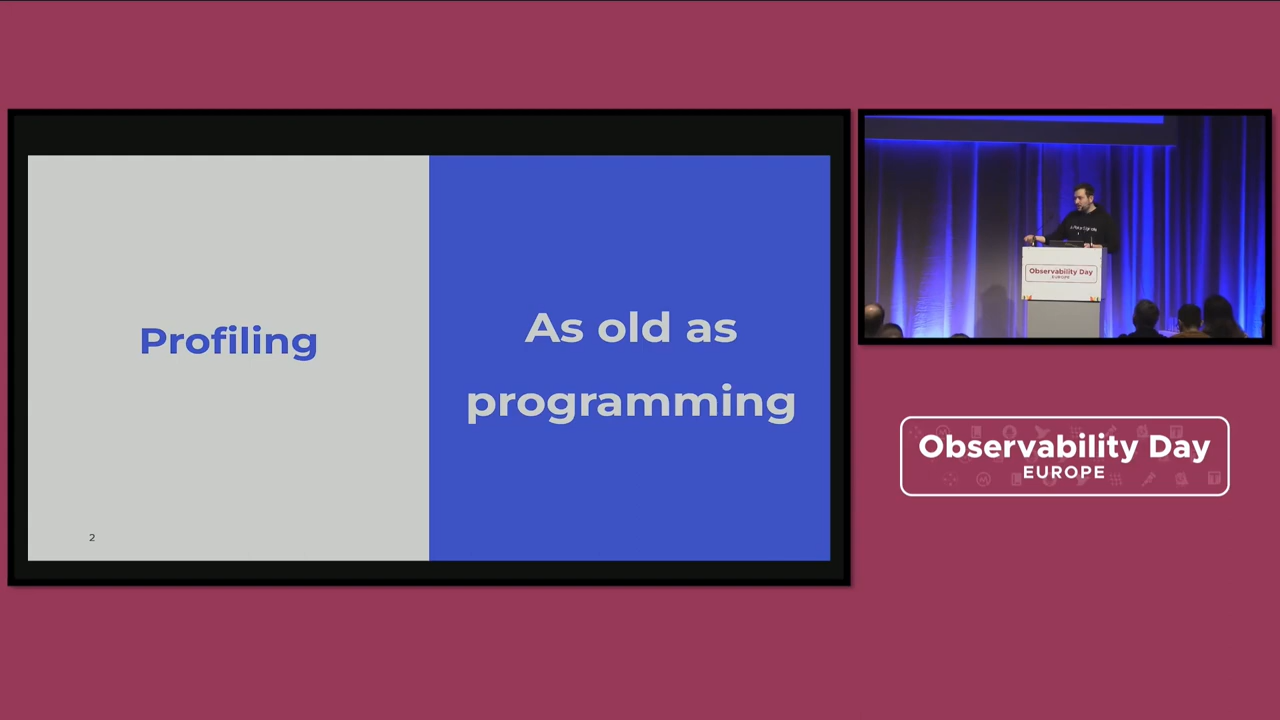 Profiling
As old as
programming
2
Observability Day
EUROPE
Observability Day
EUROPE